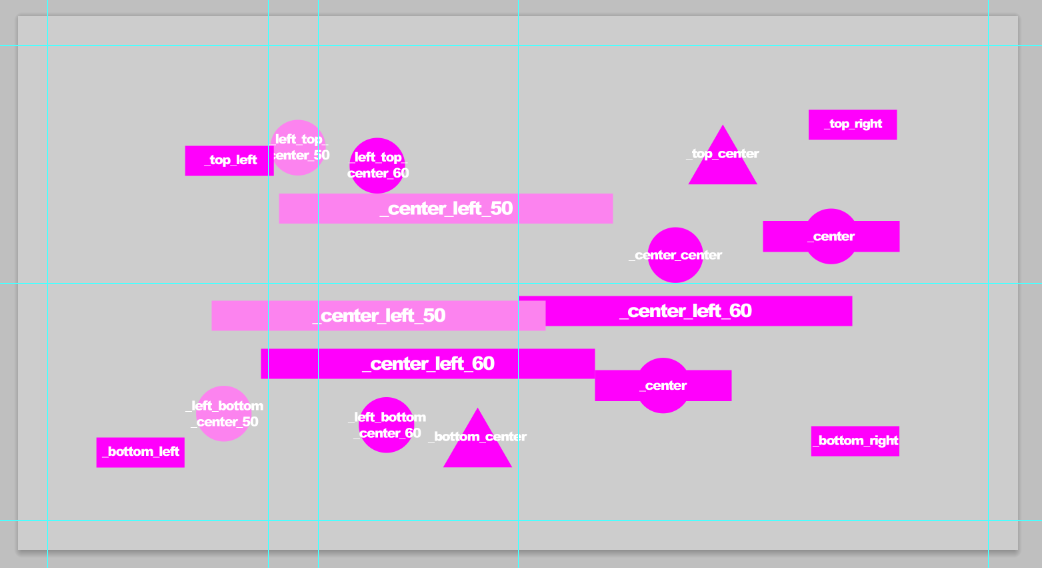 _top_right
_left_top_
center_50
_top_left
_left_top_
center_60
_top_center
_center_left_50
_center
_center_center
_center_left_50
_center_left_60
_center_left_60
_center
_left_bottom
_center_50
_left_bottom
_center_60
_bottom_center
_bottom_right
_bottom_left